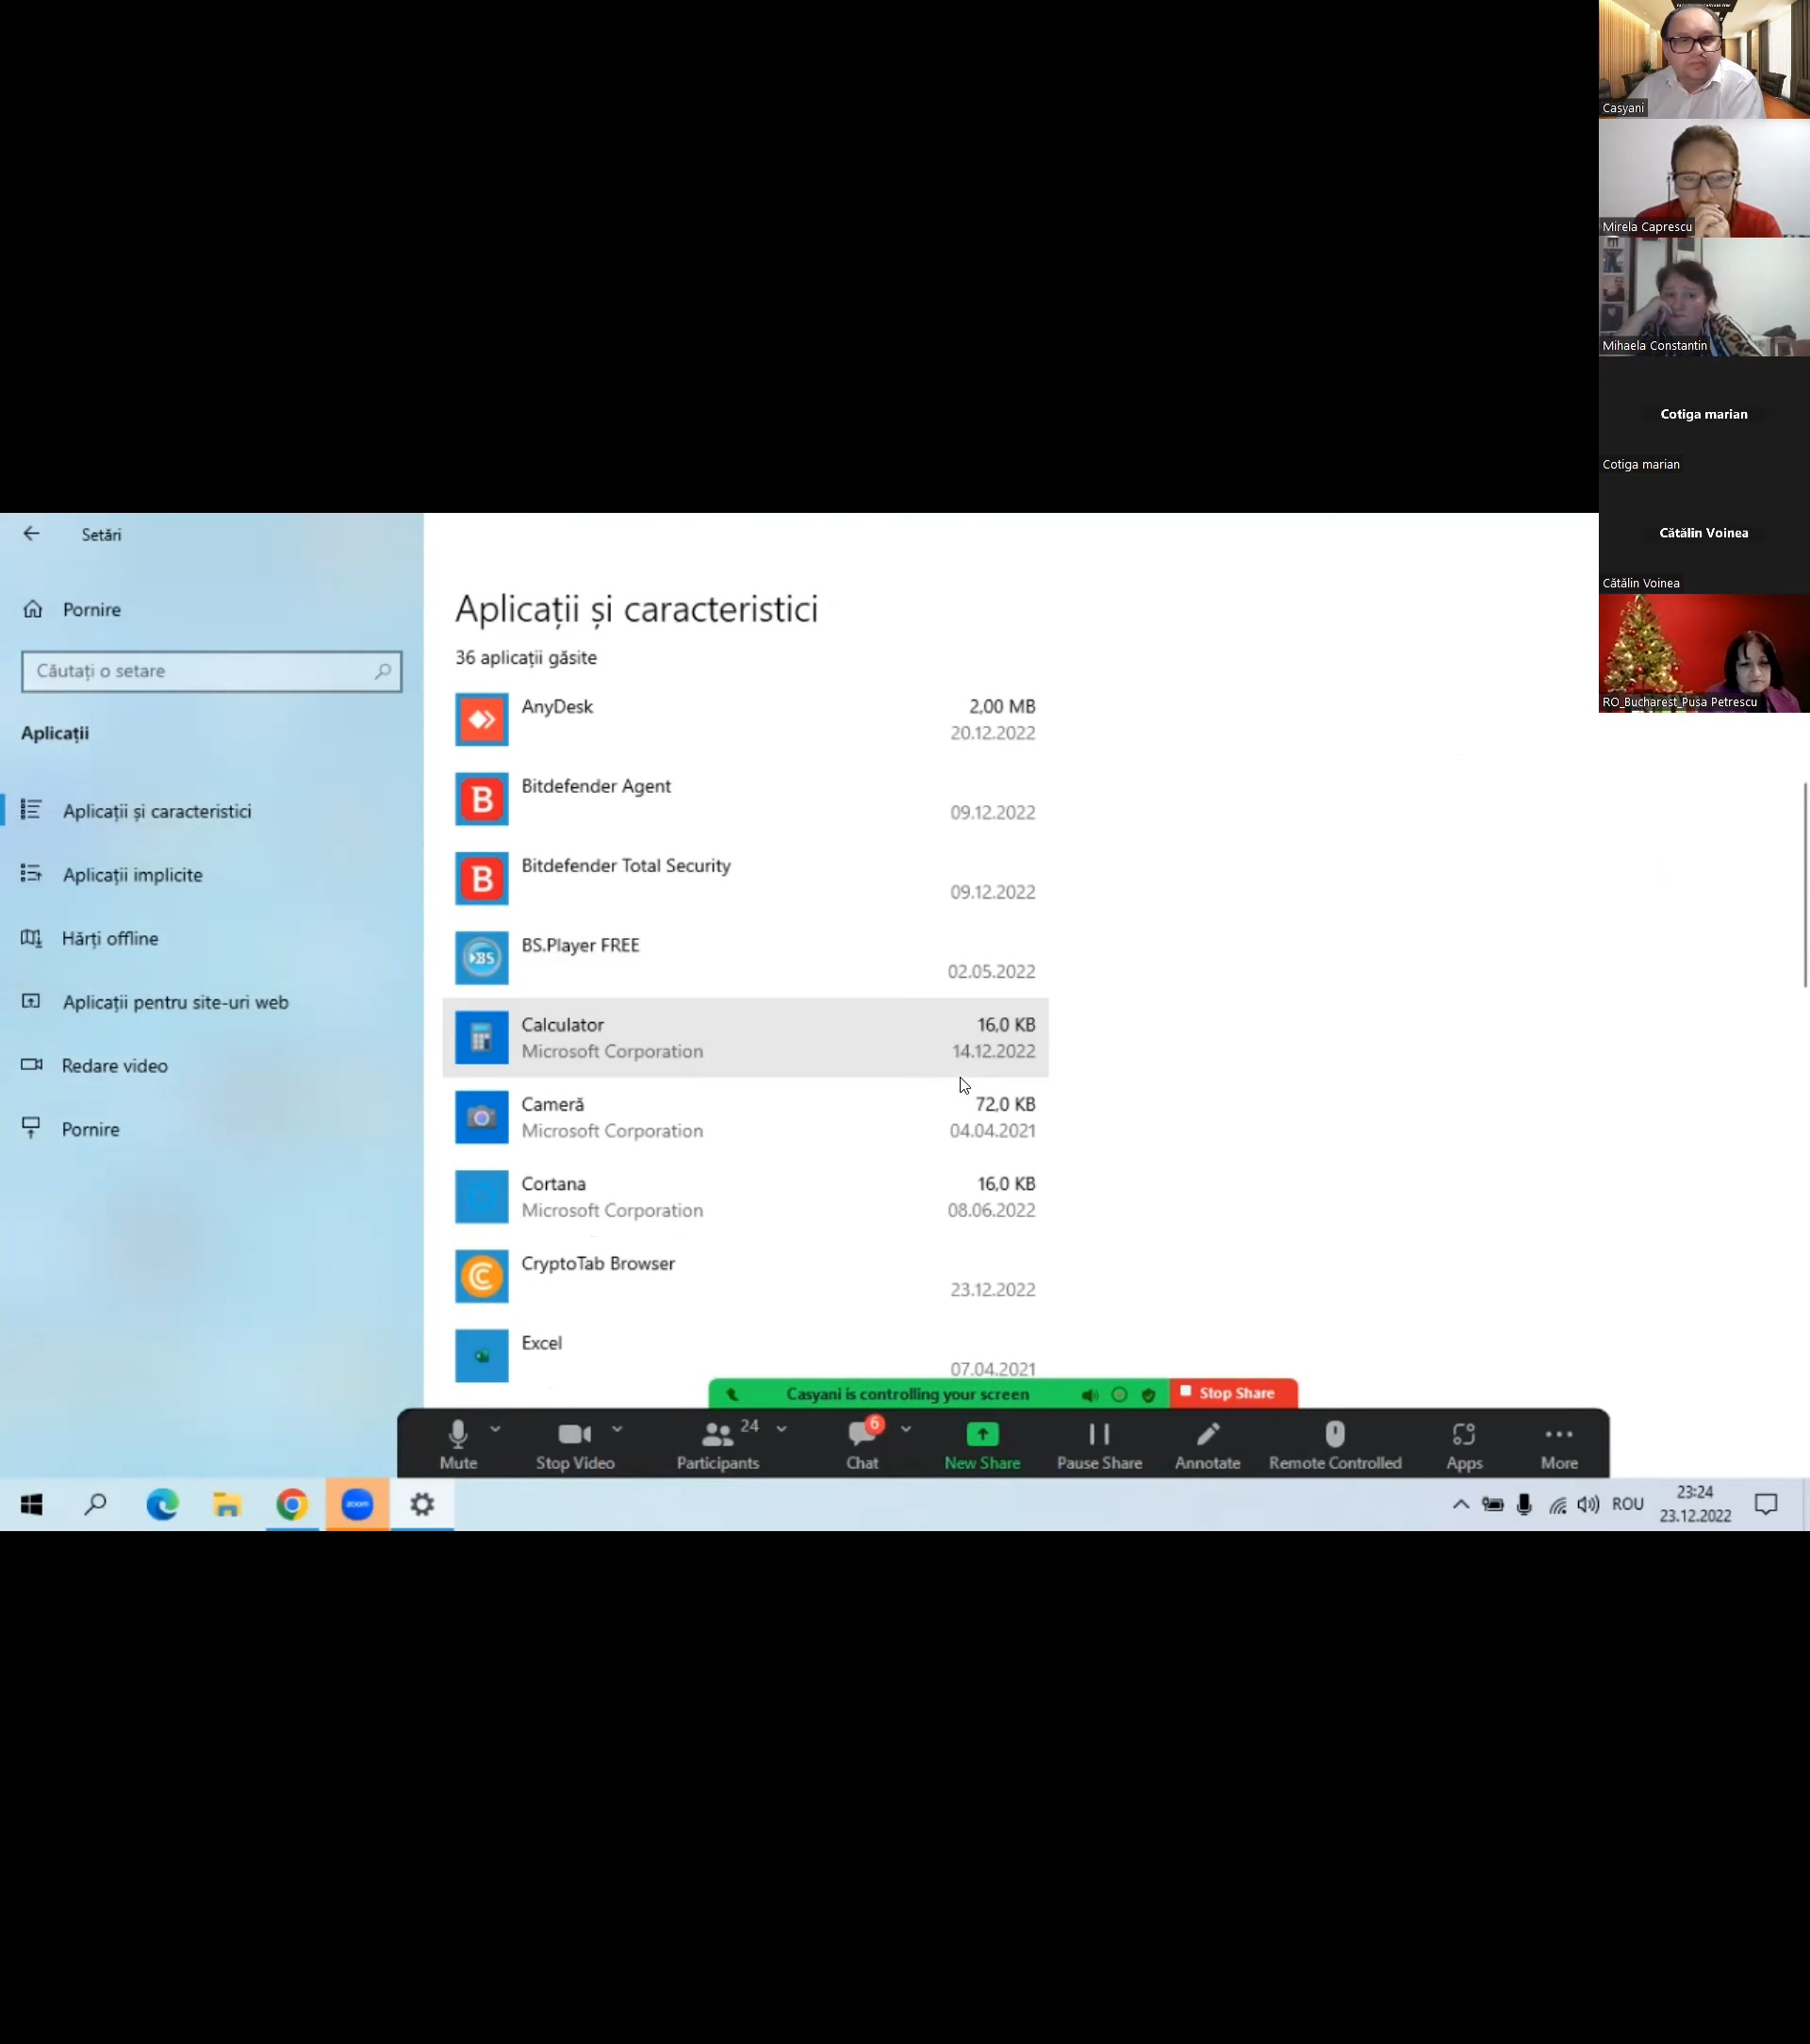 Casyani
Mirela Caprescu
Mihaela Constantin
Cotiga marian
Cotiga marian
Cătălin Voinea
Cătălin Voinea
RO_Bucharest_Pusa Petrescu
Setări
Pornire
Căutați o setare
Aplicații
Aplicații și caracteristici
Aplicații implicite
Hărți offline
Aplicații pentru site-uri web
Redare video
Pornire
Aplicații și caracteristici
36 aplicații găsite
AnyDesk 2,00 MB
20.12.2022
Bitdefender Agent
09.12.2022
Bitdefender Total Security
09.12.2022
BS.Player FREE
02.05.2022
Calculator 16,0 KB
Microsoft Corporation 14.12.2022
Cameră 72,0 KB
Microsoft Corporation 04.04.2021
Cortana 16,0 KB
Microsoft Corporation 08.06.2022
CryptoTab Browser
23.12.2022
Excel
07.04.2021
Casyani is controlling your screen Stop Share
24 6
Mute Stop Video Participants Chat New Share Pause Share Annotate Remote Controlled Apps More
zoom ROU 23:24
23.12.2022